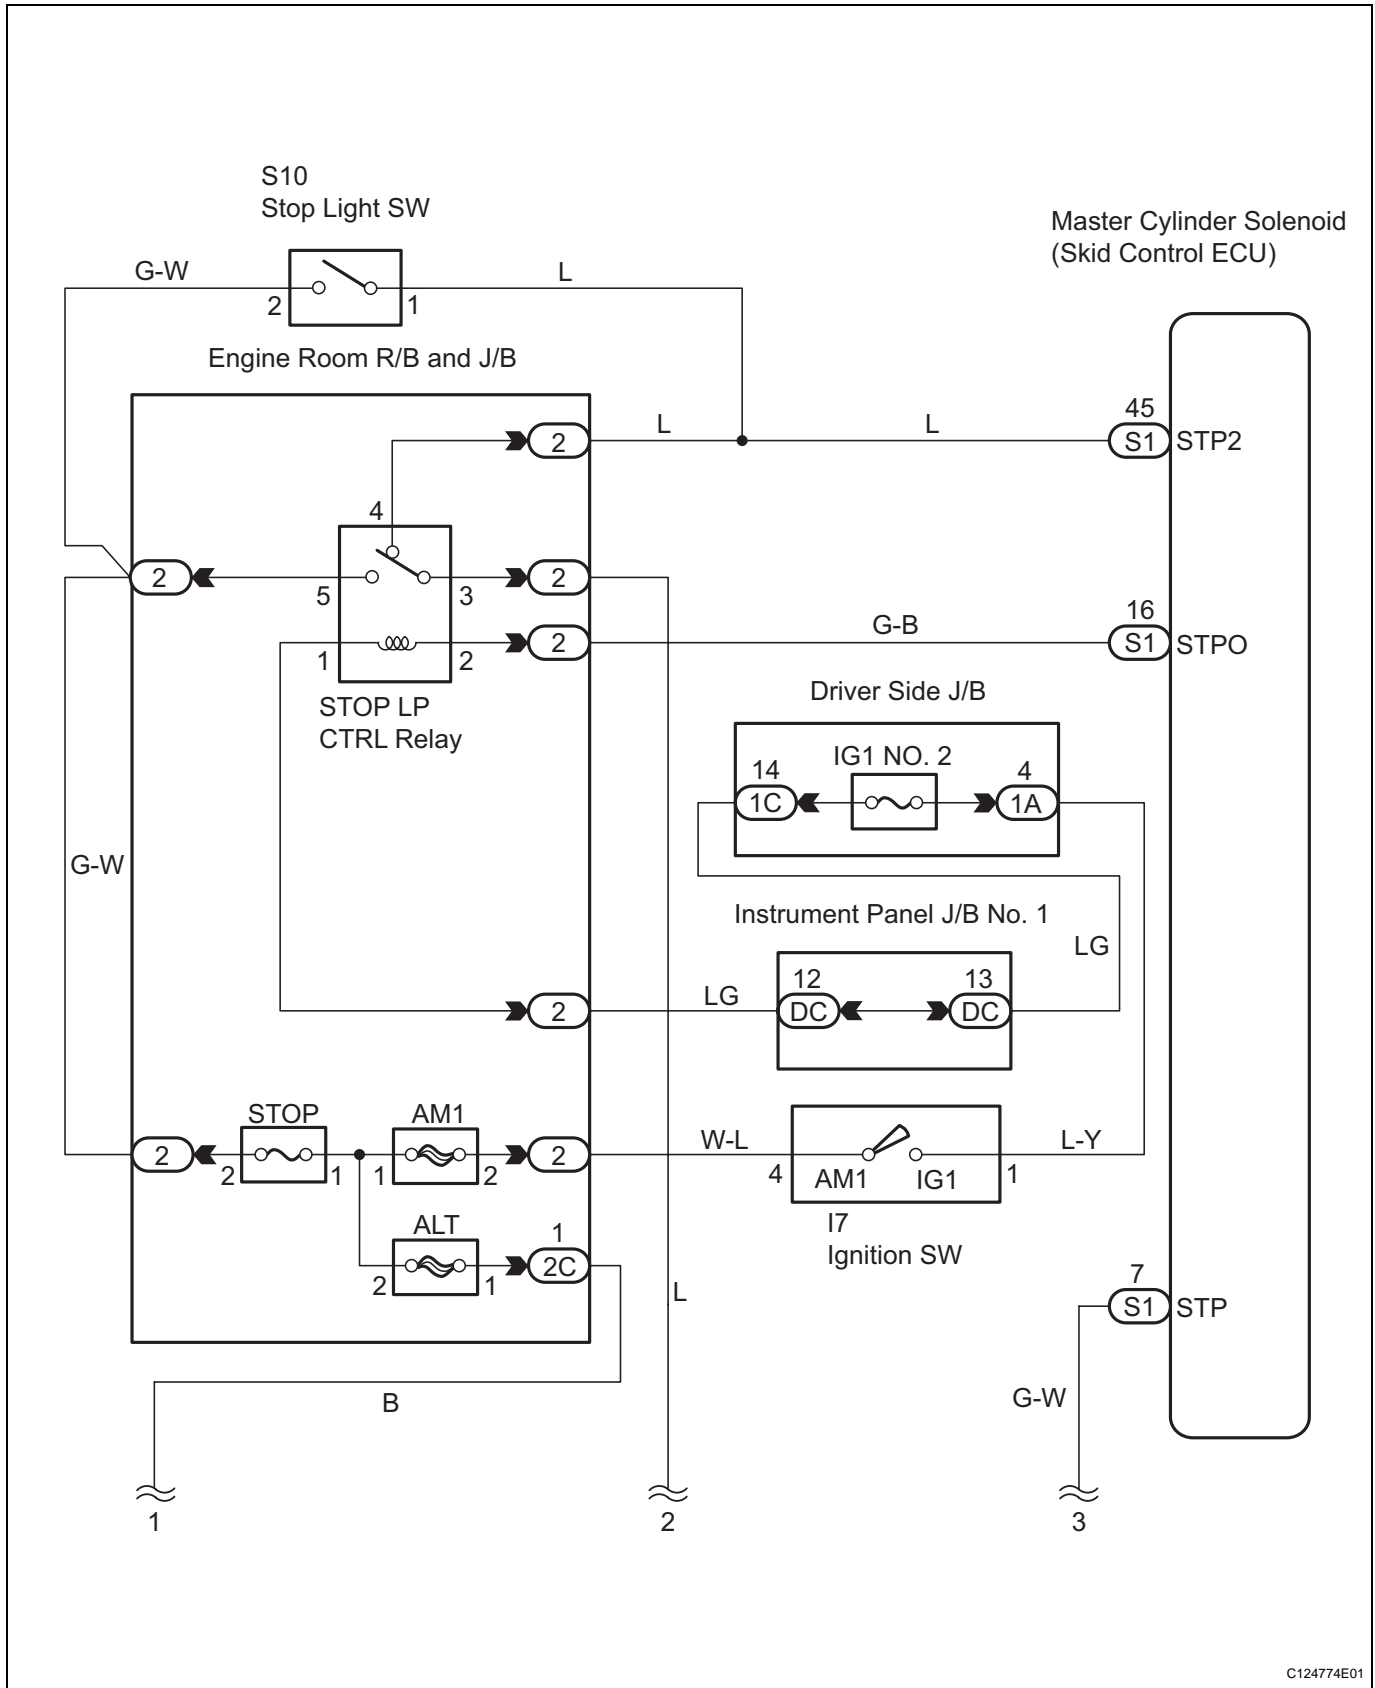 S10
Stop Light SW
Master Cylinder Solenoid
(Skid Control ECU)
G-W
L
2
1
Engine Room R/B and J/B
45
2
L
L
S1
STP2
4
2
2
5
3
16
G-B
2
S1
STPO
1
2
Driver Side J/B
STOP LP
CTRL Relay
IG1 NO. 2
14
4
1C
1A
G-W
Instrument Panel J/B No. 1
LG
12
13
LG
2
DC
DC
STOP
AM1
2
2
1
1
2
2
W-L
L-Y
4
AM1
IG1
1
I7
Ignition SW
ALT
1
2
1
2C
7
L
S1
STP
B
G-W
1
2
3
C124774E01